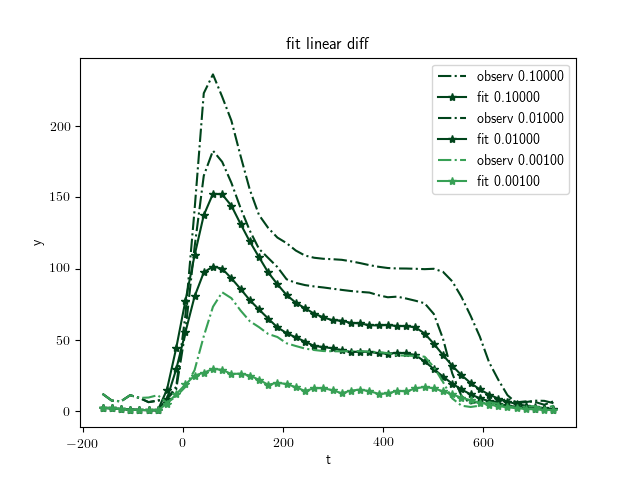 fit linear diff
observ 0.10000
fit 0.10000
observ 0.01000
fit 0.01000
observ 0.00100
fit 0.00100
200
150
100
50
0
y
−200
0
200
400
600
t